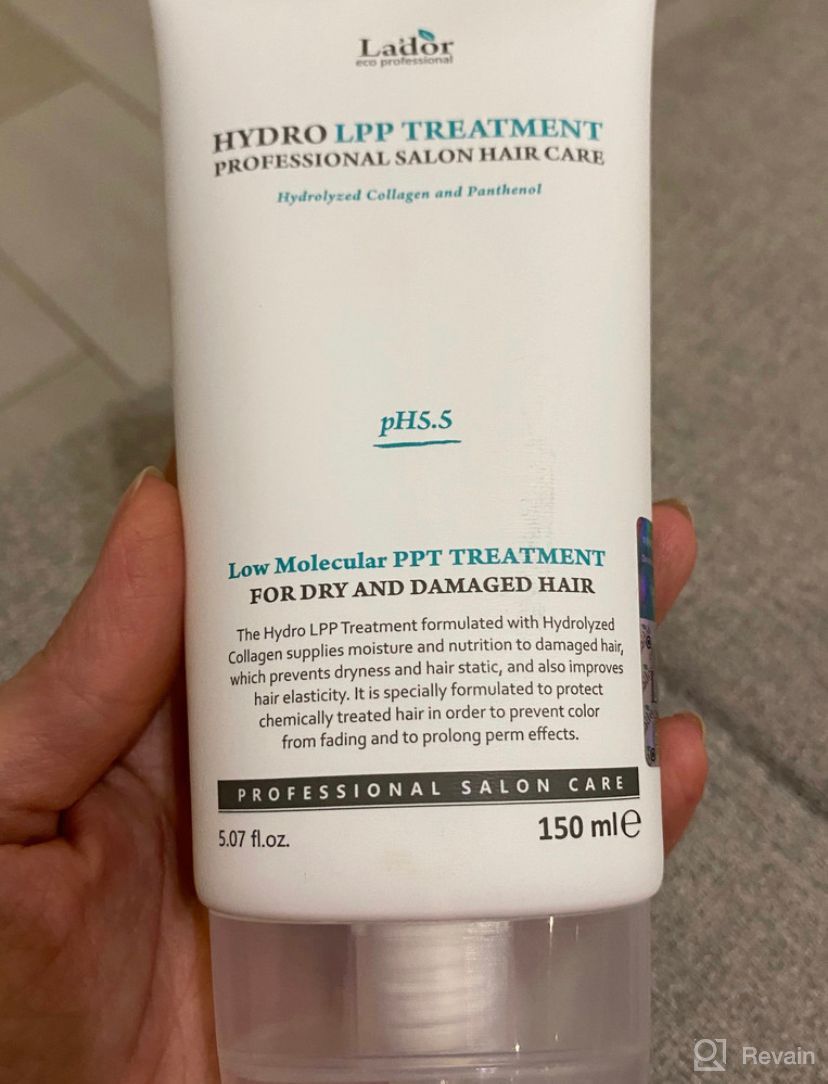 Lador
eco professional
HYDRO LPP TREATMENT
PROFESSIONAL SALON HAIR CARE
Hydrolyzed Collagen and Panthenol
pH5.5
Low Molecular PPT TREATMENT
FOR DRY AND DAMAGED HAIR
The Hydro LPP Treatment formulated with Hydrolyzed
Collagen supplies moisture and nutrition to damaged hair,
which prevents dryness and hair static, and also improves
hair elasticity. It is specially formulated to protect
chemically treated hair in order to prevent color
from fading and to prolong perm effects.
PROFESSIONAL SALON CARE
5.07 fl.oz.
150 ml℮
Revain